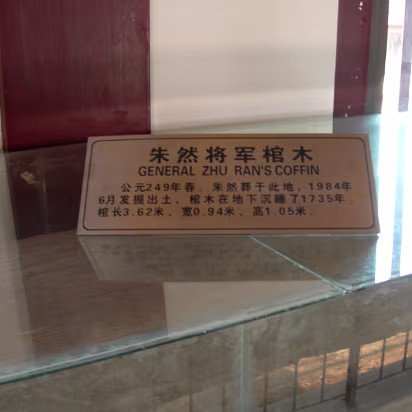 朱然将军棺木
GENERAL ZHU RAN'S COFFIN
公元249年春，朱然葬于此地，1984年
6月发掘出土，棺木在地下沉睡了1735年。
棺长3.62米、宽0.94米、高1.05米。